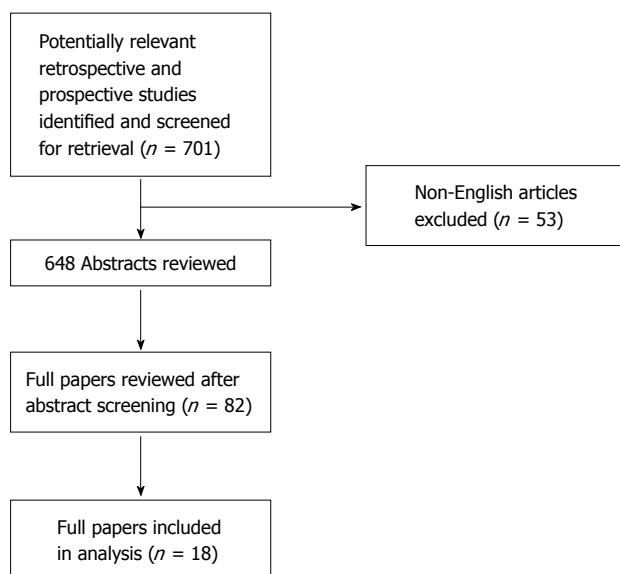 Potentially relevant
retrospective and
prospective studies
identified and screened
for retrieval (n = 701)
Non-English articles
excluded (n = 53)
648 Abstracts reviewed
Full papers reviewed after
abstract screening (n = 82)
Full papers included
in analysis (n = 18)